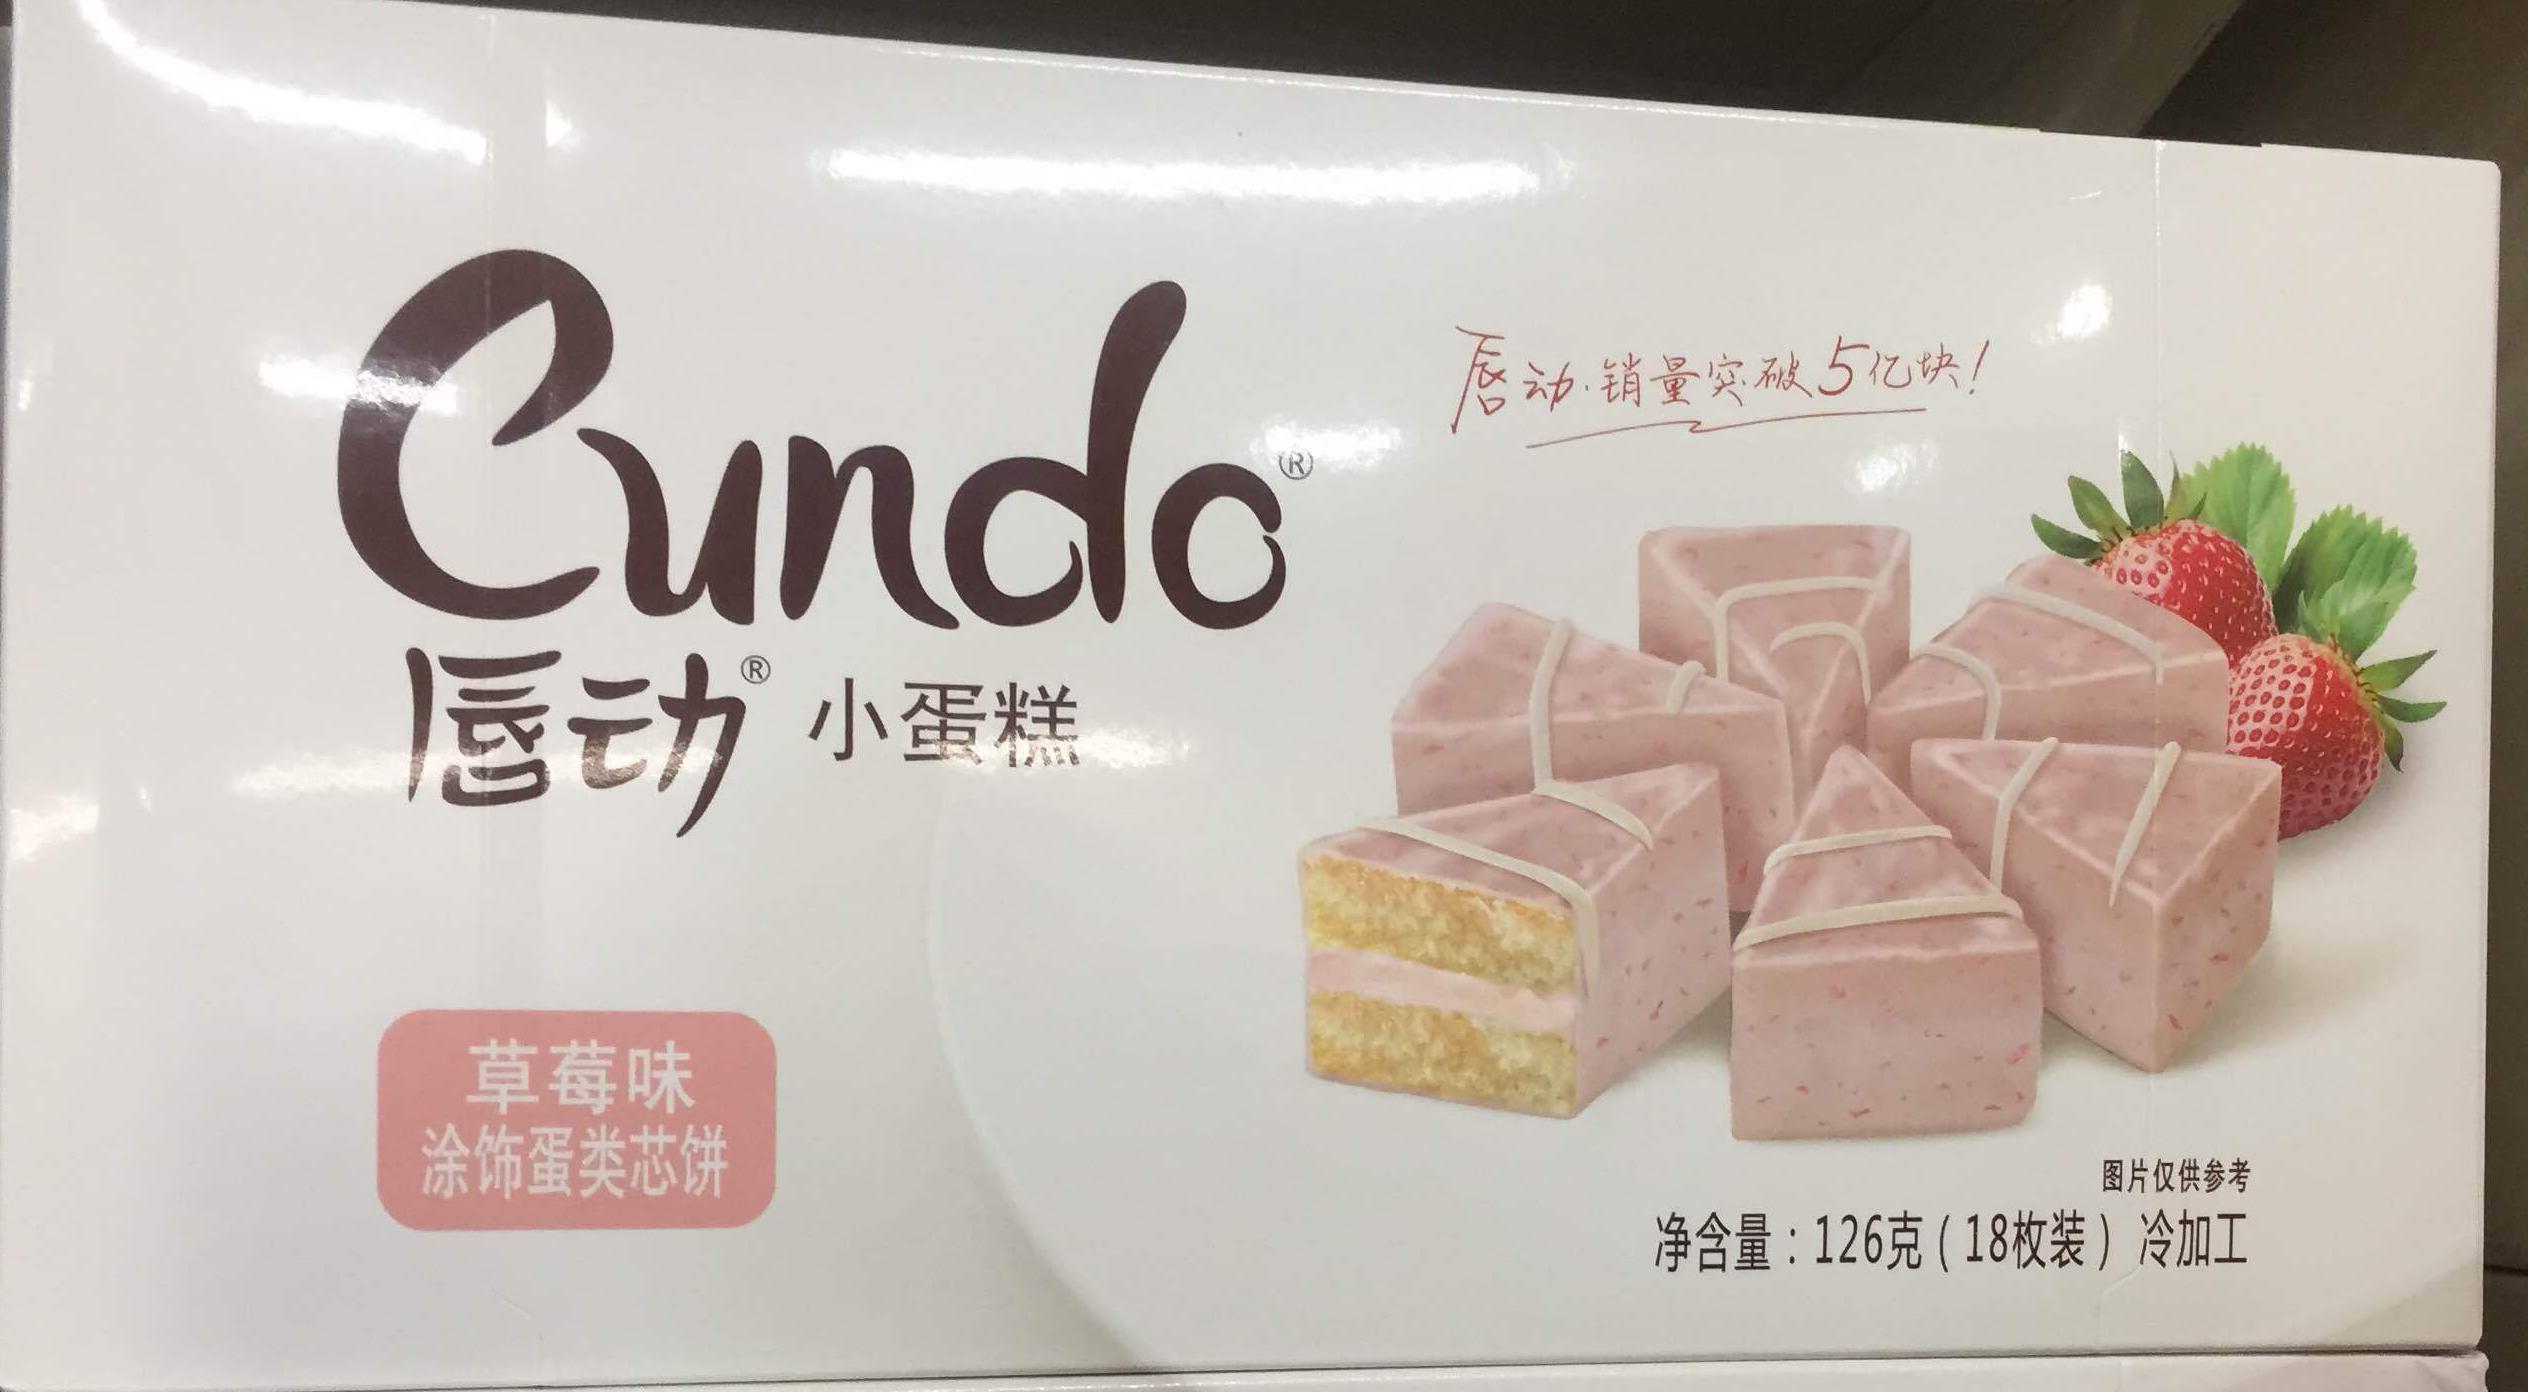 Cundo®
唇动·销量突破5亿块!
唇动® 小蛋糕
草莓味
涂饰蛋类芯饼
图片仅供参考
净含量:126克(18枚装) 冷加工